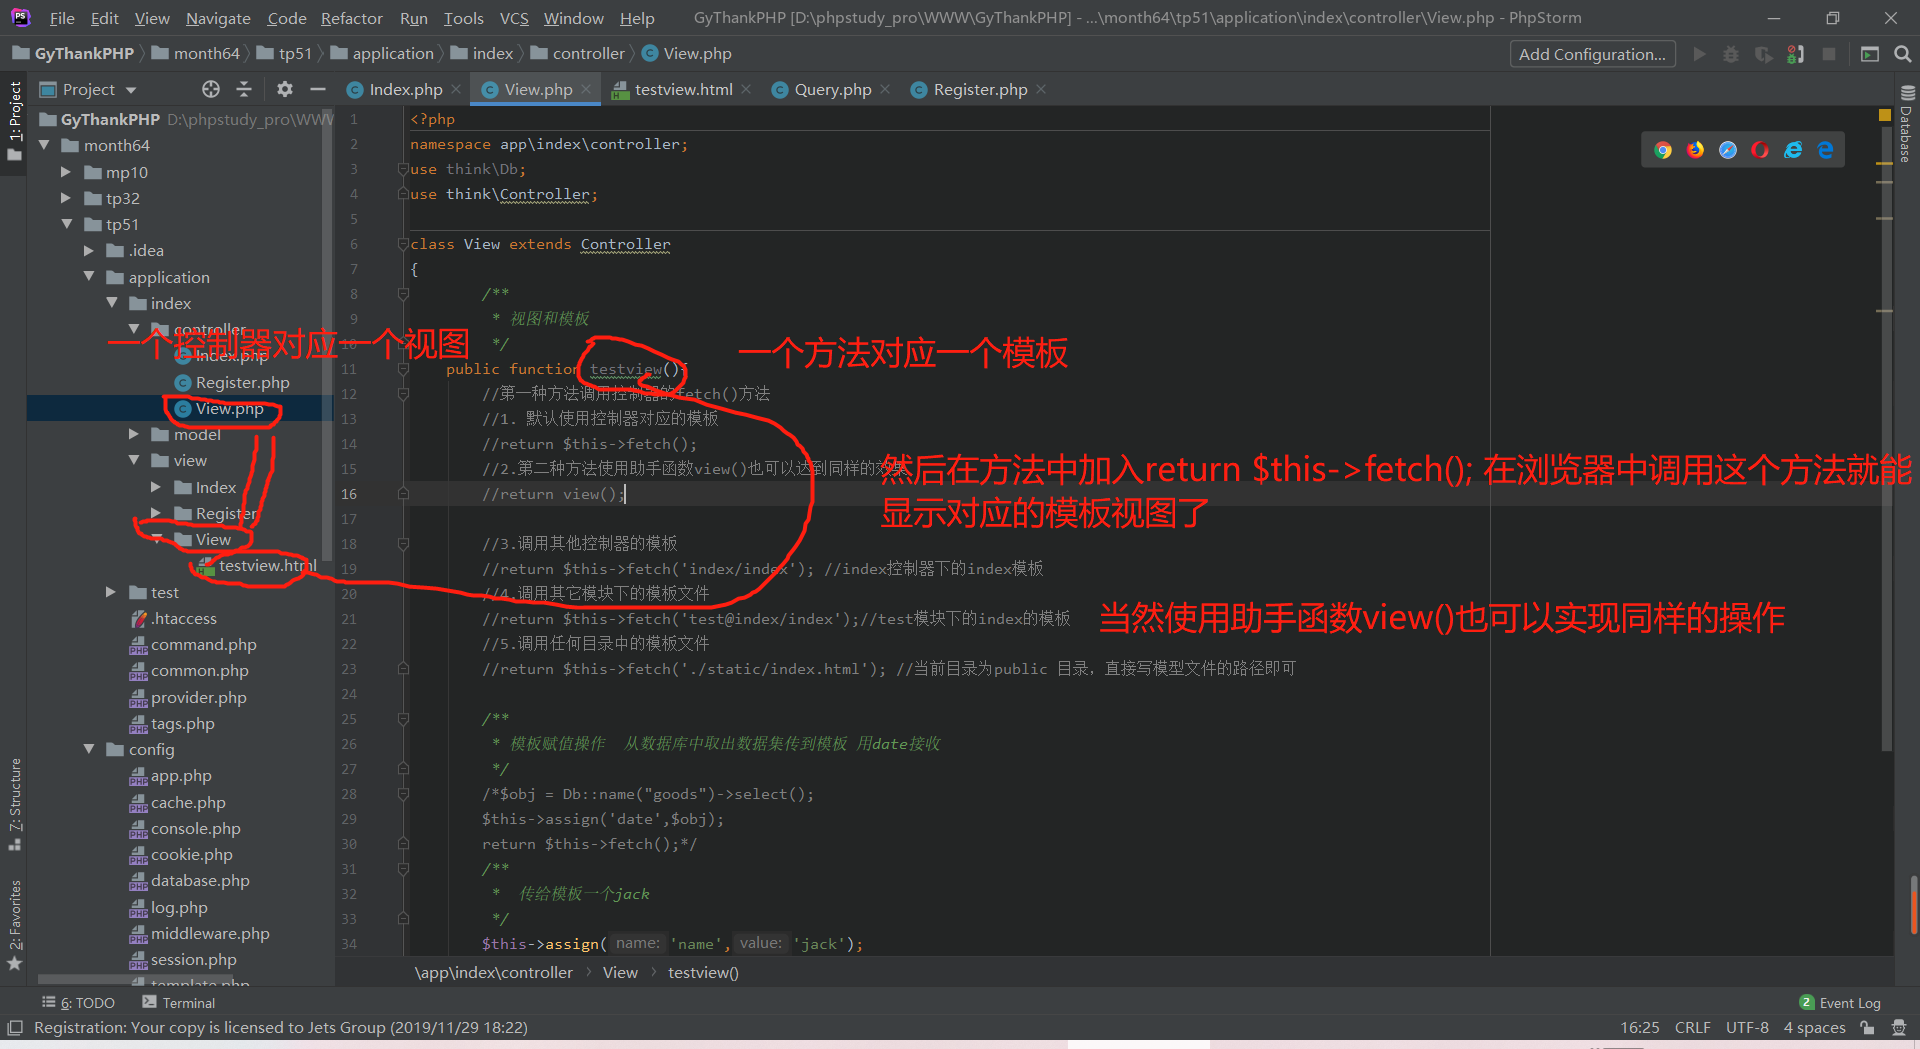 File Edit View Navigate Code Refactor Run Tools VCS Window Help GyThankPHP [D:\phpstudy_pro\WWW\GyThankPHP] - ...\month64\tp51\application\index\controller\View.php - PhpStorm
GyThankPHP month64 tp51 application index controller View.php Add Configuration...
Project Index.php View.php testview.html Query.php Register.php
1: Project
7: Structure
2: Favorites
Database
GyThankPHP D:\phpstudy_pro\WWW
month64
mp10
tp32
tp51
.idea
application
index
controller
Index.php
Register.php
View.php
model
view
Index
Register
View
testview.html
test
.htaccess
command.php
common.php
provider.php
tags.php
config
app.php
cache.php
console.php
cookie.php
database.php
log.php
middleware.php
session.php
template.php
一个控制器对应一个视图
一个方法对应一个模板
然后在方法中加入return $this->fetch(); 在浏览器中调用这个方法就能
显示对应的模板视图了
当然使用助手函数view()也可以实现同样的操作
1 <?php
2 namespace app\index\controller;
3 use think\Db;
4 use think\Controller;
5
6 class View extends Controller
7 {
8 /**
9 * 视图和模板
10 */
11 public function testview(){
12 //第一种方法调用控制器的fetch()方法
13 //1. 默认使用控制器对应的模板
14 //return $this->fetch();
15 //2.第二种方法使用助手函数view()也可以达到同样的效果
16 //return view();
17
18 //3.调用其他控制器的模板
19 //return $this->fetch('index/index'); //index控制器下的index模板
20 //4.调用其它模块下的模板文件
21 //return $this->fetch('test@index/index');//test模块下的index的模板
22 //5.调用任何目录中的模板文件
23 //return $this->fetch('./static/index.html'); //当前目录为public 目录，直接写模型文件的路径即可
24
25 /**
26 * 模板赋值操作 从数据库中取出数据集传到模板 用date接收
27 */
28 /*$obj = Db::name("goods")->select();
29 $this->assign('date',$obj);
30 return $this->fetch();*/
31 /**
32 * 传给模板一个jack
33 */
34 $this->assign( name: 'name', value: 'jack');
\app\index\controller › View › testview()
6: TODO Terminal 2 Event Log
Registration: Your copy is licensed to Jets Group (2019/11/29 18:22) 16:25 CRLF UTF-8 4 spaces